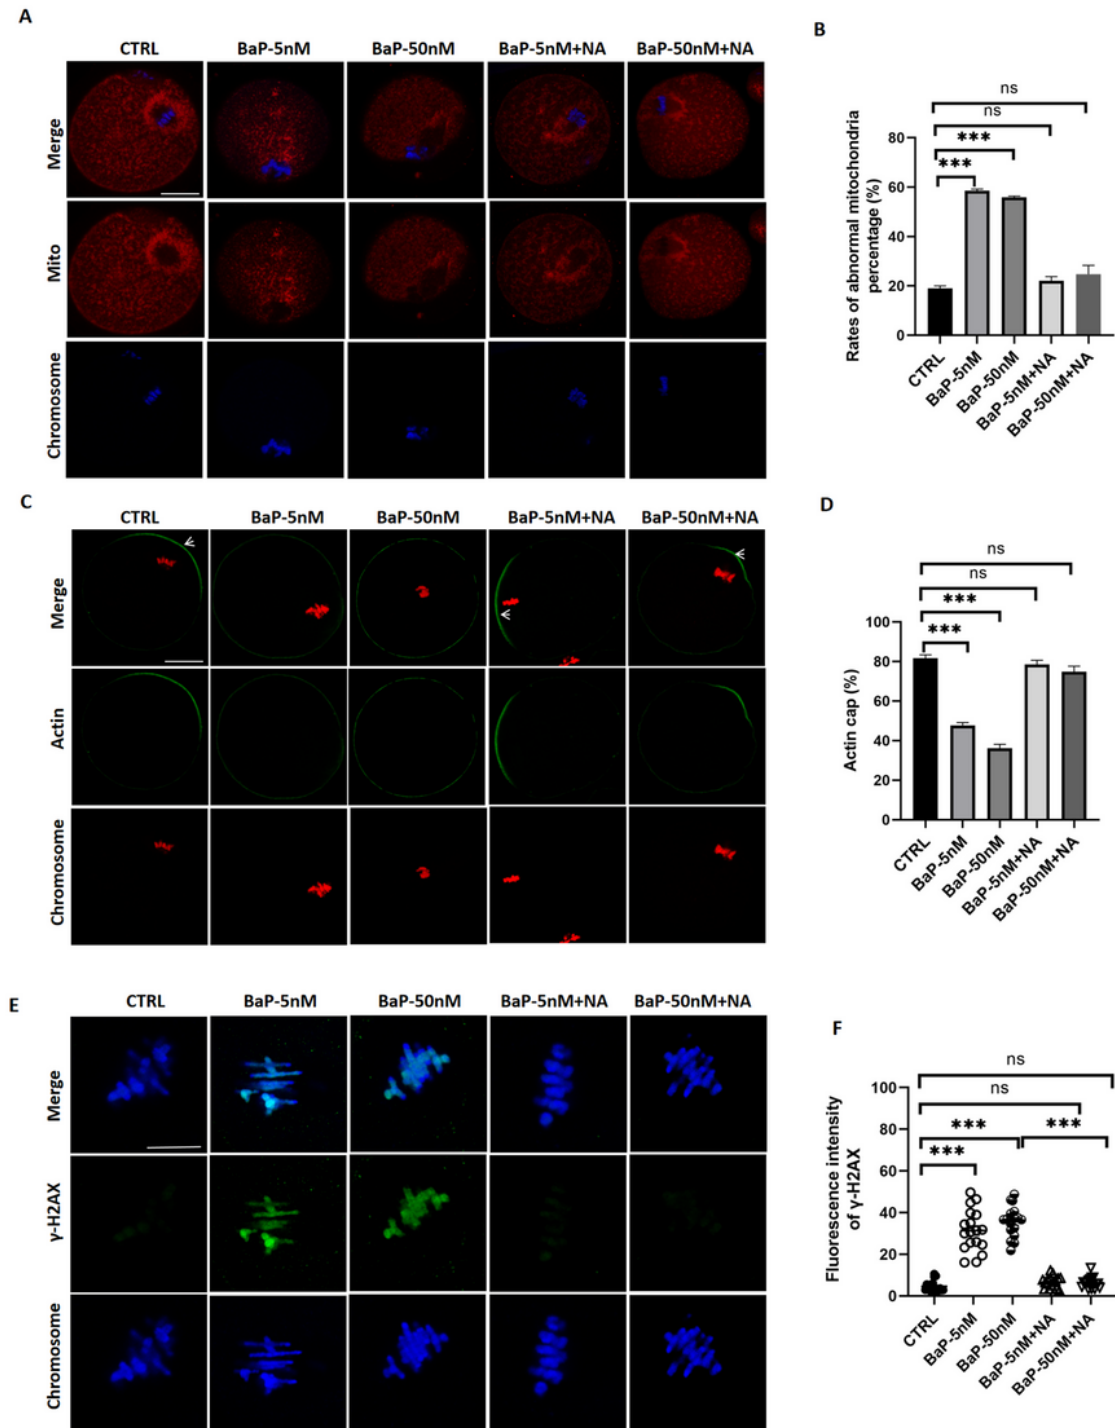 A
CTRL BaP-5nM BaP-50nM BaP-5nM+NA BaP-50nM+NA
Merge
Mito
Chromosome
B
ns
ns
***
***
Rates of abnormal mitochondria
percentage (%)
80
60
40
20
0
CTRL
BaP-5nM
BaP-50nM
BaP-5nM+NA
BaP-50nM+NA
C
CTRL BaP-5nM BaP-50nM BaP-5nM+NA BaP-50nM+NA
Merge
Actin
Chromosome
D
ns
ns
***
***
Actin cap (%)
100
80
60
40
20
0
CTRL
BaP-5nM
BaP-50nM
BaP-5nM+NA
BaP-50nM+NA
E
CTRL BaP-5nM BaP-50nM BaP-5nM+NA BaP-50nM+NA
Merge
γ-H2AX
Chromosome
F
ns
ns
*** ***
***
Fluorescence intensity
of γ-H2AX
100
80
60
40
20
0
CTRL
BaP-5nM
BaP-50nM
BaP-5nM+NA
BaP-50nM+NA